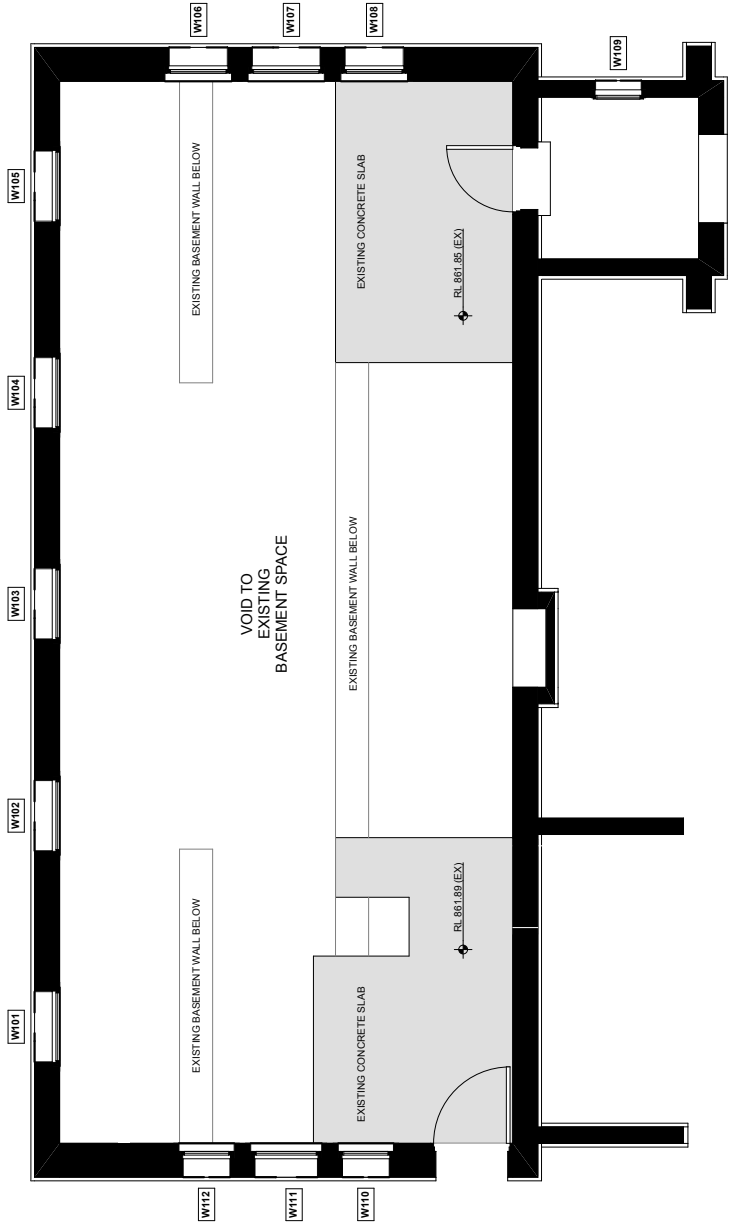 W101
W102
W103
W104
W105
W106
W107
W108
W109
W110
W111
W112
EXISTING BASEMENT WALL BELOW
EXISTING BASEMENT WALL BELOW
VOID TO
EXISTING
BASEMENT SPACE
EXISTING BASEMENT WALL BELOW
EXISTING CONCRETE SLAB
EXISTING CONCRETE SLAB
RL 861.89 (EX)
RL 861.85 (EX)